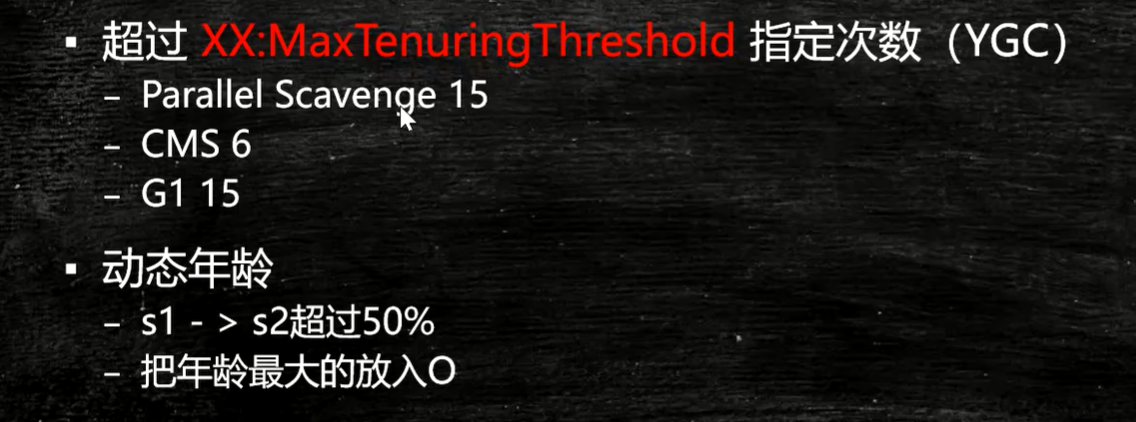 ▪ 超过 XX:MaxTenuringThreshold 指定次数（YGC）
– Parallel Scavenge 15
– CMS 6
– G1 15
▪ 动态年龄
– s1 - > s2超过50%
– 把年龄最大的放入O